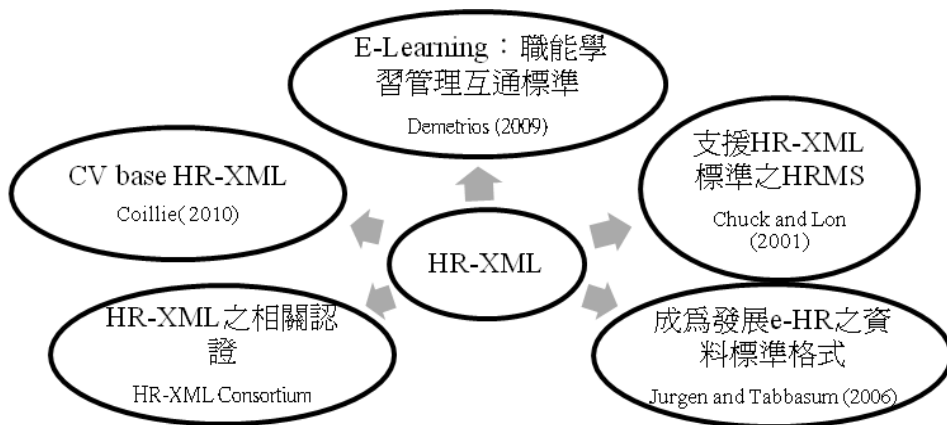 E-Learning：職能學
習管理互通標準
Demetrios (2009)
CV base HR-XML
Coillie( 2010)
支援HR-XML
標準之HRMS
Chuck and Lon
(2001)
HR-XML
HR-XML之相關認
證
HR-XML Consortium
成爲發展e-HR之資
料標準格式
Jurgen and Tabbasum (2006)